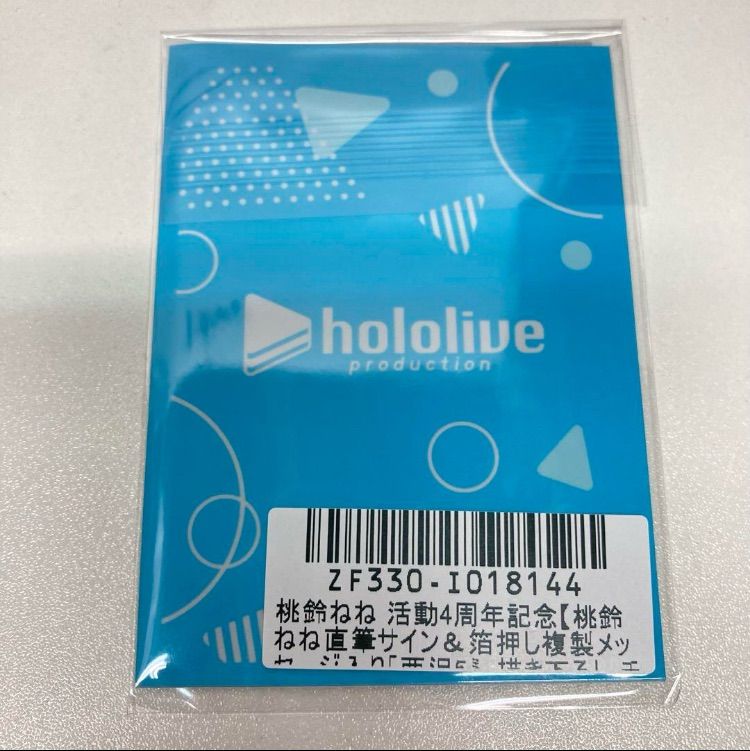 hololive
production
ZF330-I018144
桃鈴ねね 活動4周年記念【桃鈴
ねね直筆サイン＆箔押し複製メッ